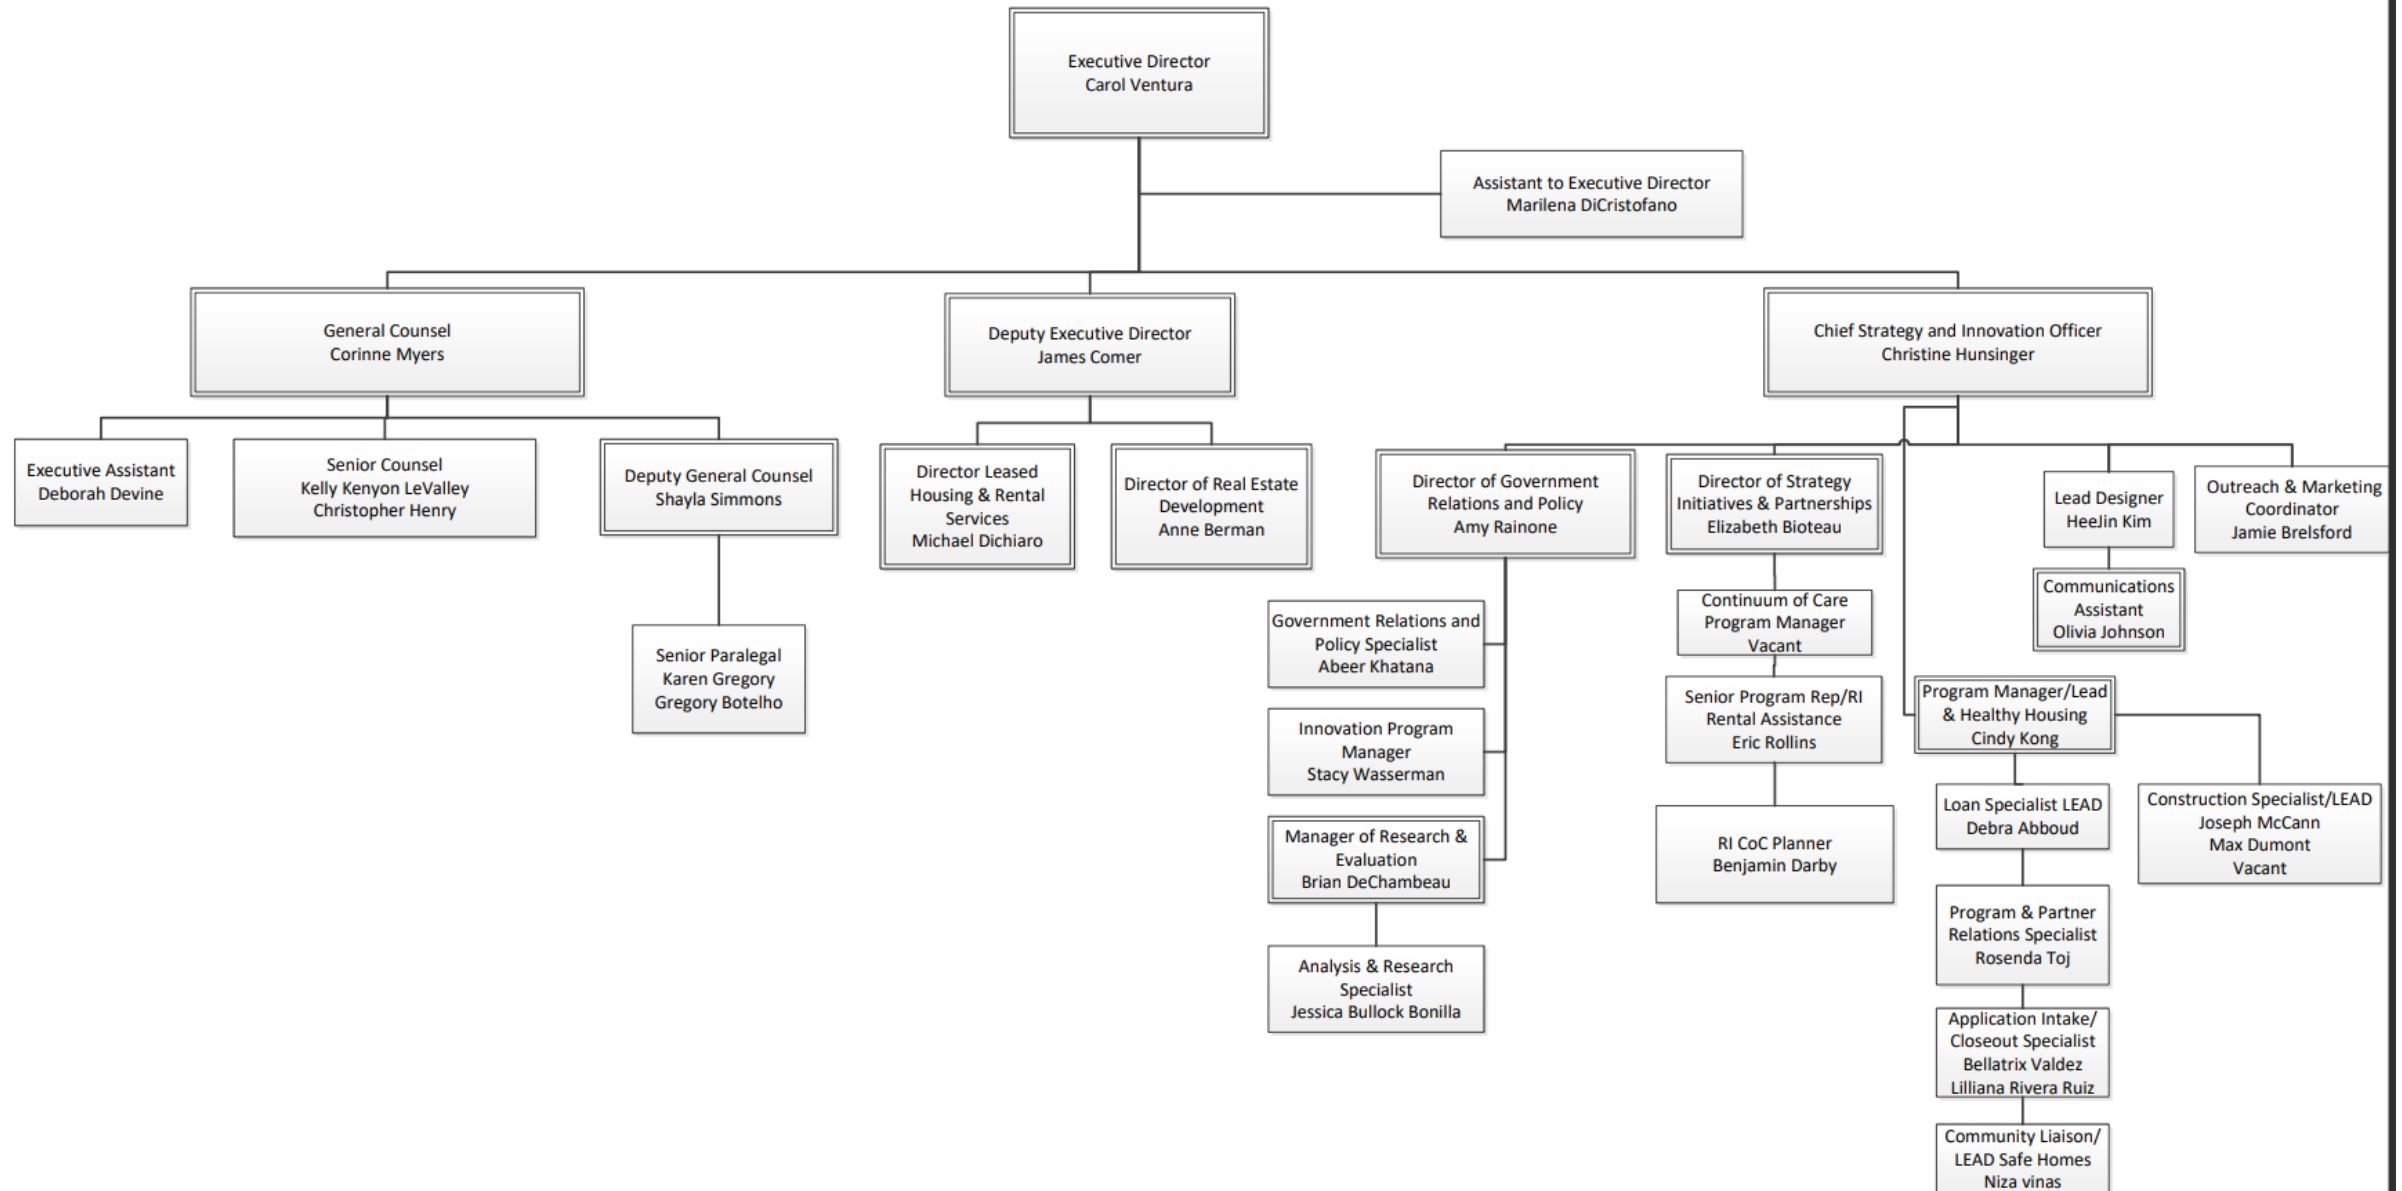 Executive Director
Carol Ventura
Assistant to Executive Director
Marilena DiCristofano
General Counsel
Corinne Myers
Deputy Executive Director
James Comer
Chief Strategy and Innovation Officer
Christine Hunsinger
Executive Assistant
Deborah Devine
Senior Counsel
Kelly Kenyon LeValley
Christopher Henry
Deputy General Counsel
Shayla Simmons
Director Leased
Housing & Rental
Services
Michael Dichiaro
Director of Real Estate
Development
Anne Berman
Director of Government
Relations and Policy
Amy Rainone
Director of Strategy
Initiatives & Partnerships
Elizabeth Bioteau
Lead Designer
HeeJin Kim
Outreach & Marketing
Coordinator
Jamie Brelsford
Communications
Assistant
Olivia Johnson
Government Relations and
Policy Specialist
Abeer Khatana
Continuum of Care
Program Manager
Vacant
Senior Paralegal
Karen Gregory
Gregory Botelho
Innovation Program
Manager
Stacy Wasserman
Senior Program Rep/RI
Rental Assistance
Eric Rollins
Program Manager/Lead
& Healthy Housing
Cindy Kong
Manager of Research &
Evaluation
Brian DeChambeau
RI CoC Planner
Benjamin Darby
Loan Specialist LEAD
Debra Abboud
Construction Specialist/LEAD
Joseph McCann
Max Dumont
Vacant
Analysis & Research
Specialist
Jessica Bullock Bonilla
Program & Partner
Relations Specialist
Rosenda Toj
Application Intake/
Closeout Specialist
Bellatrix Valdez
Lilliana Rivera Ruiz
Community Liaison/
LEAD Safe Homes
Niza vinas